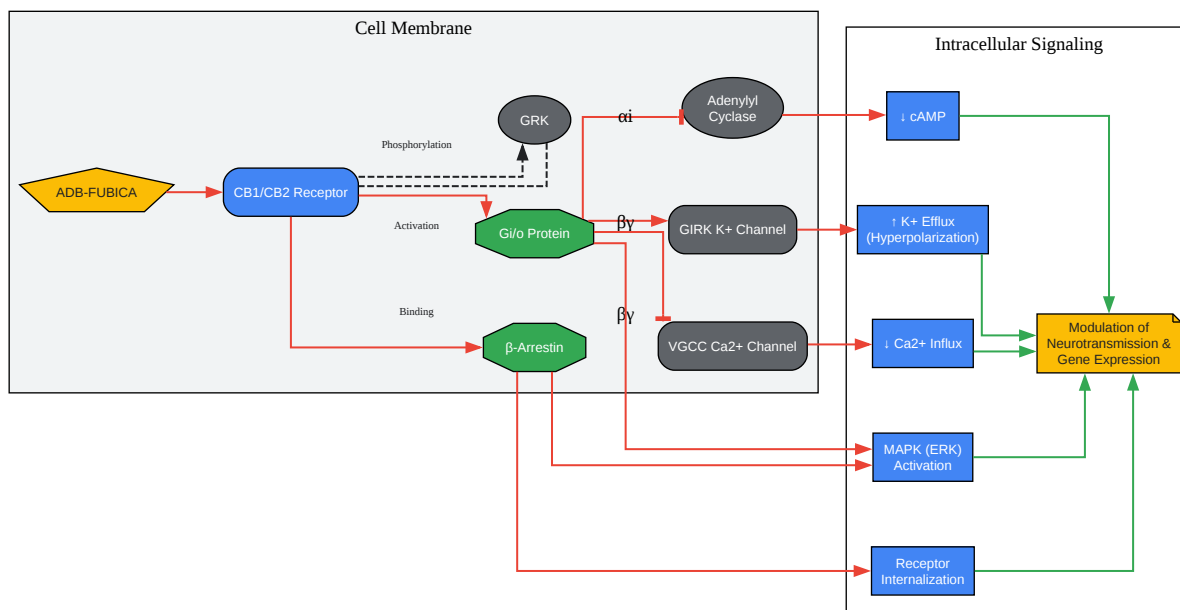 Cell Membrane
Intracellular Signaling
Adenylyl
Cyclase
↓ cAMP
GRK
αi
Phosphorylation
ADB-FUBICA
CB1/CB2 Receptor
Activation
Gi/o Protein
βγ
GIRK K+ Channel
↑ K+ Efflux
(Hyperpolarization)
Binding
βγ
β-Arrestin
VGCC Ca2+ Channel
↓ Ca2+ Influx
Modulation of
Neurotransmission &
Gene Expression
MAPK (ERK)
Activation
Receptor
Internalization